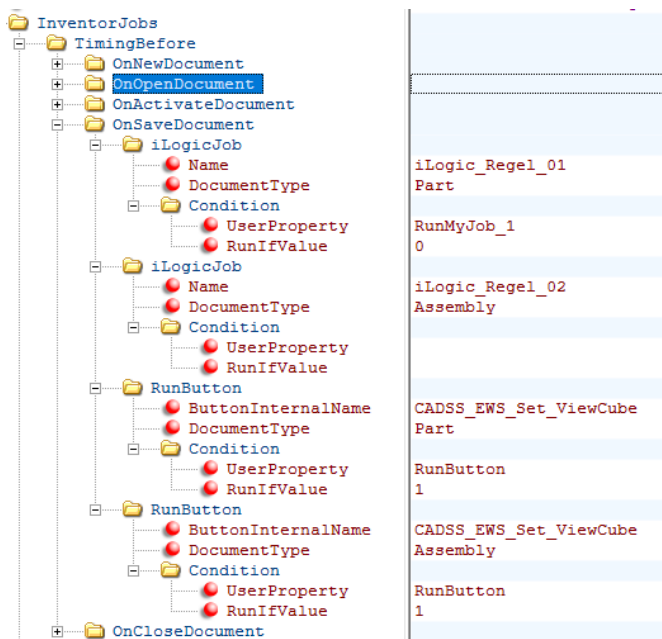 InventorJobs
TimingBefore
OnNewDocument
OnOpenDocument
OnActivateDocument
OnSaveDocument
iLogicJob
Name iLogic_Regel_01
DocumentType Part
Condition
UserProperty RunMyJob_1
RunIfValue 0
iLogicJob
Name iLogic_Regel_02
DocumentType Assembly
Condition
UserProperty
RunIfValue
RunButton
ButtonInternalName CADSS_EWS_Set_ViewCube
DocumentType Part
Condition
UserProperty RunButton
RunIfValue 1
RunButton
ButtonInternalName CADSS_EWS_Set_ViewCube
DocumentType Assembly
Condition
UserProperty RunButton
RunIfValue 1
OnCloseDocument